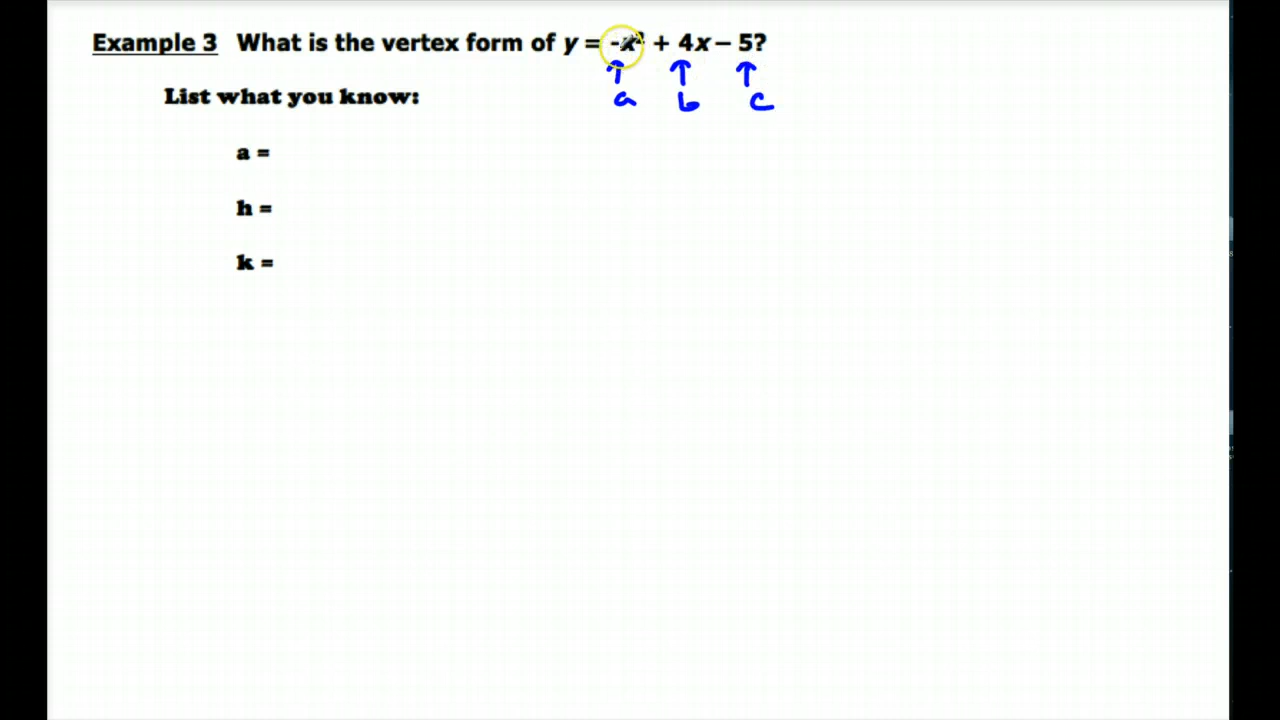 Example 3 What is the vertex form of y = -x² + 4x − 5?
a b c
List what you know:
a =
h =
k =